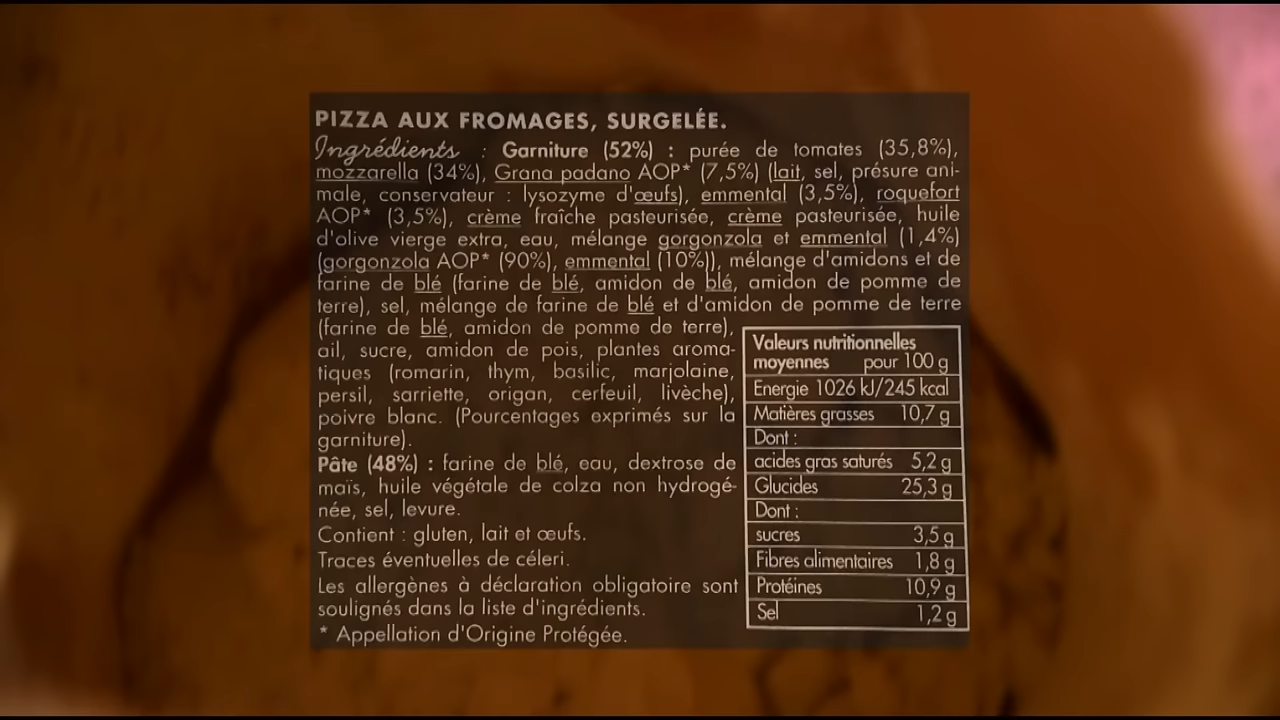 PIZZA AUX FROMAGES, SURGELÉE.
Ingrédients : Garniture (52%) : purée de tomates (35,8%),
mozzarella (34%), Grana padano AOP* (7,5%) (lait, sel, présure ani-
male, conservateur : lysozyme d'œufs), emmental (3,5%), roquefort
AOP* (3,5%), crème fraîche pasteurisée, crème pasteurisée, huile
d'olive vierge extra, eau, mélange gorgonzola et emmental (1,4%)
(gorgonzola AOP* (90%), emmental (10%)), mélange d'amidons et de
farine de blé (farine de blé, amidon de blé, amidon de pomme de
terre), sel, mélange de farine de blé et d'amidon de pomme de terre
(farine de blé, amidon de pomme de terre),
ail, sucre, amidon de pois, plantes aroma-
tiques (romarin, thym, basilic, marjolaine,
persil, sarriette, origan, cerfeuil, livèche),
poivre blanc. (Pourcentages exprimés sur la
garniture).
Pâte (48%) : farine de blé, eau, dextrose de
maïs, huile végétale de colza non hydrogé-
née, sel, levure.
Contient : gluten, lait et œufs.
Traces éventuelles de céleri.
Les allergènes à déclaration obligatoire sont
soulignés dans la liste d'ingrédients.
* Appellation d'Origine Protégée.
Valeurs nutritionnelles
moyennes pour 100 g
Energie 1026 kJ/245 kcal
Matières grasses 10,7 g
Dont :
acides gras saturés 5,2 g
Glucides 25,3 g
Dont :
sucres 3,5 g
Fibres alimentaires 1,8 g
Protéines 10,9 g
Sel 1,2 g